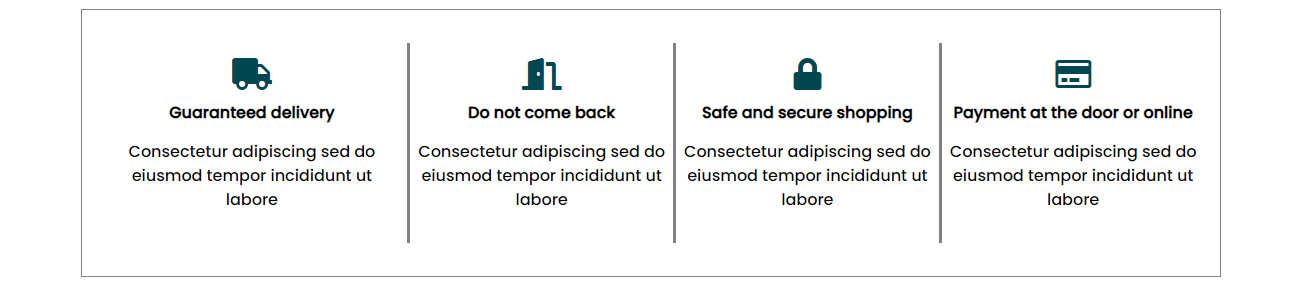 Guaranteed delivery
Consectetur adipiscing sed do
eiusmod tempor incididunt ut
labore
Do not come back
Consectetur adipiscing sed do
eiusmod tempor incididunt ut
labore
Safe and secure shopping
Consectetur adipiscing sed do
eiusmod tempor incididunt ut
labore
Payment at the door or online
Consectetur adipiscing sed do
eiusmod tempor incididunt ut
labore